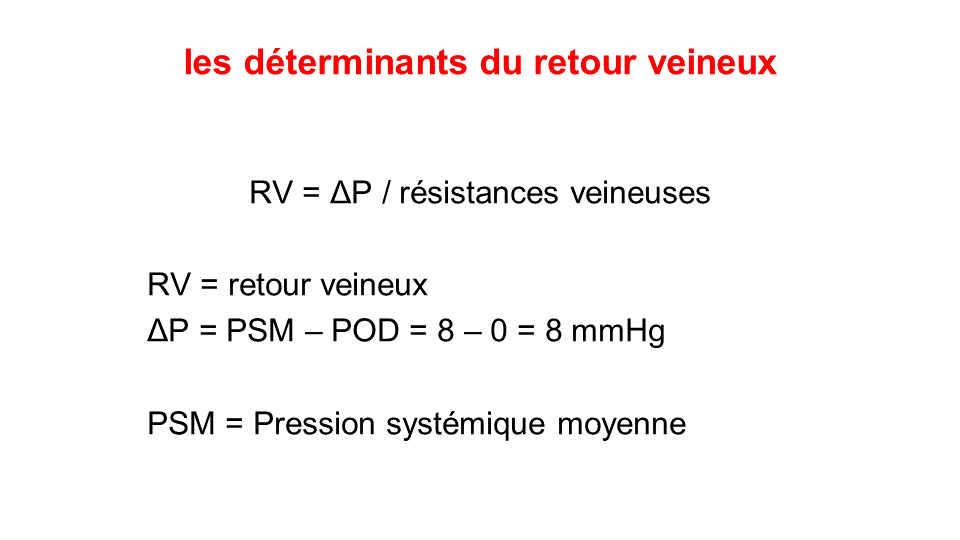 les déterminants du retour veineux
RV = ΔP / résistances veineuses
RV = retour veineux
ΔP = PSM – POD = 8 – 0 = 8 mmHg
PSM = Pression systémique moyenne